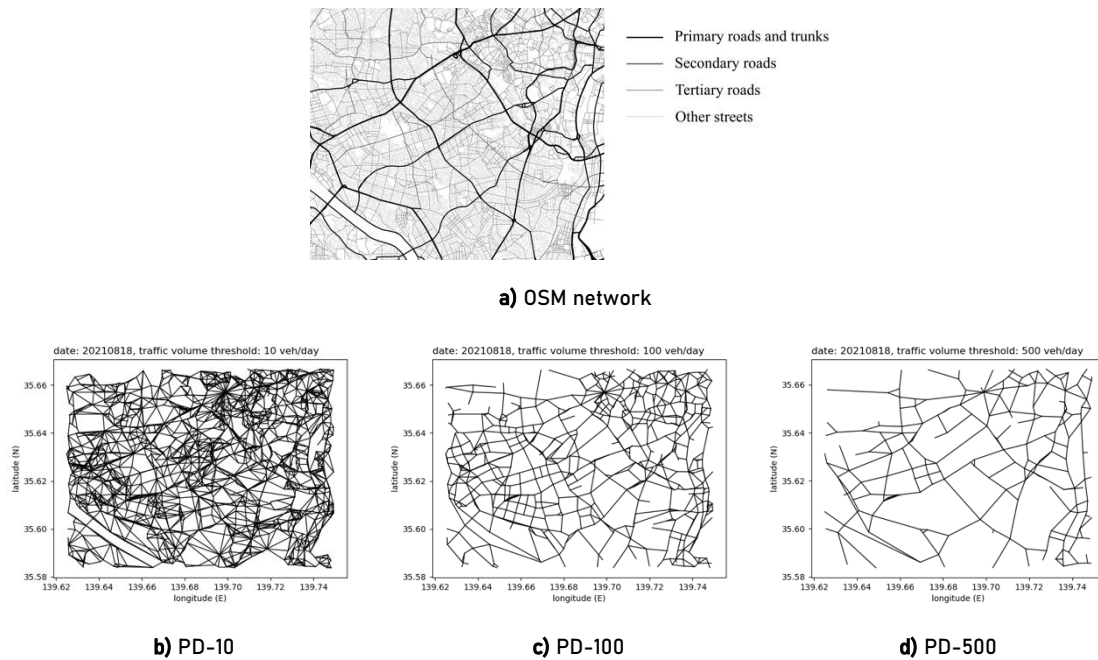 Primary roads and trunks
Secondary roads
Tertiary roads
Other streets
a) OSM network
date: 20210818, traffic volume threshold: 10 veh/day
35.66
35.64
35.62
35.60
35.58
latitude (N)
139.62 139.64 139.66 139.68 139.70 139.72 139.74
longitude (E)
b) PD-10
date: 20210818, traffic volume threshold: 100 veh/day
35.66
35.64
35.62
35.60
35.58
latitude (N)
139.62 139.64 139.66 139.68 139.70 139.72 139.74
longitude (E)
c) PD-100
date: 20210818, traffic volume threshold: 500 veh/day
35.66
35.64
35.62
35.60
35.58
latitude (N)
139.62 139.64 139.66 139.68 139.70 139.72 139.74
longitude (E)
d) PD-500